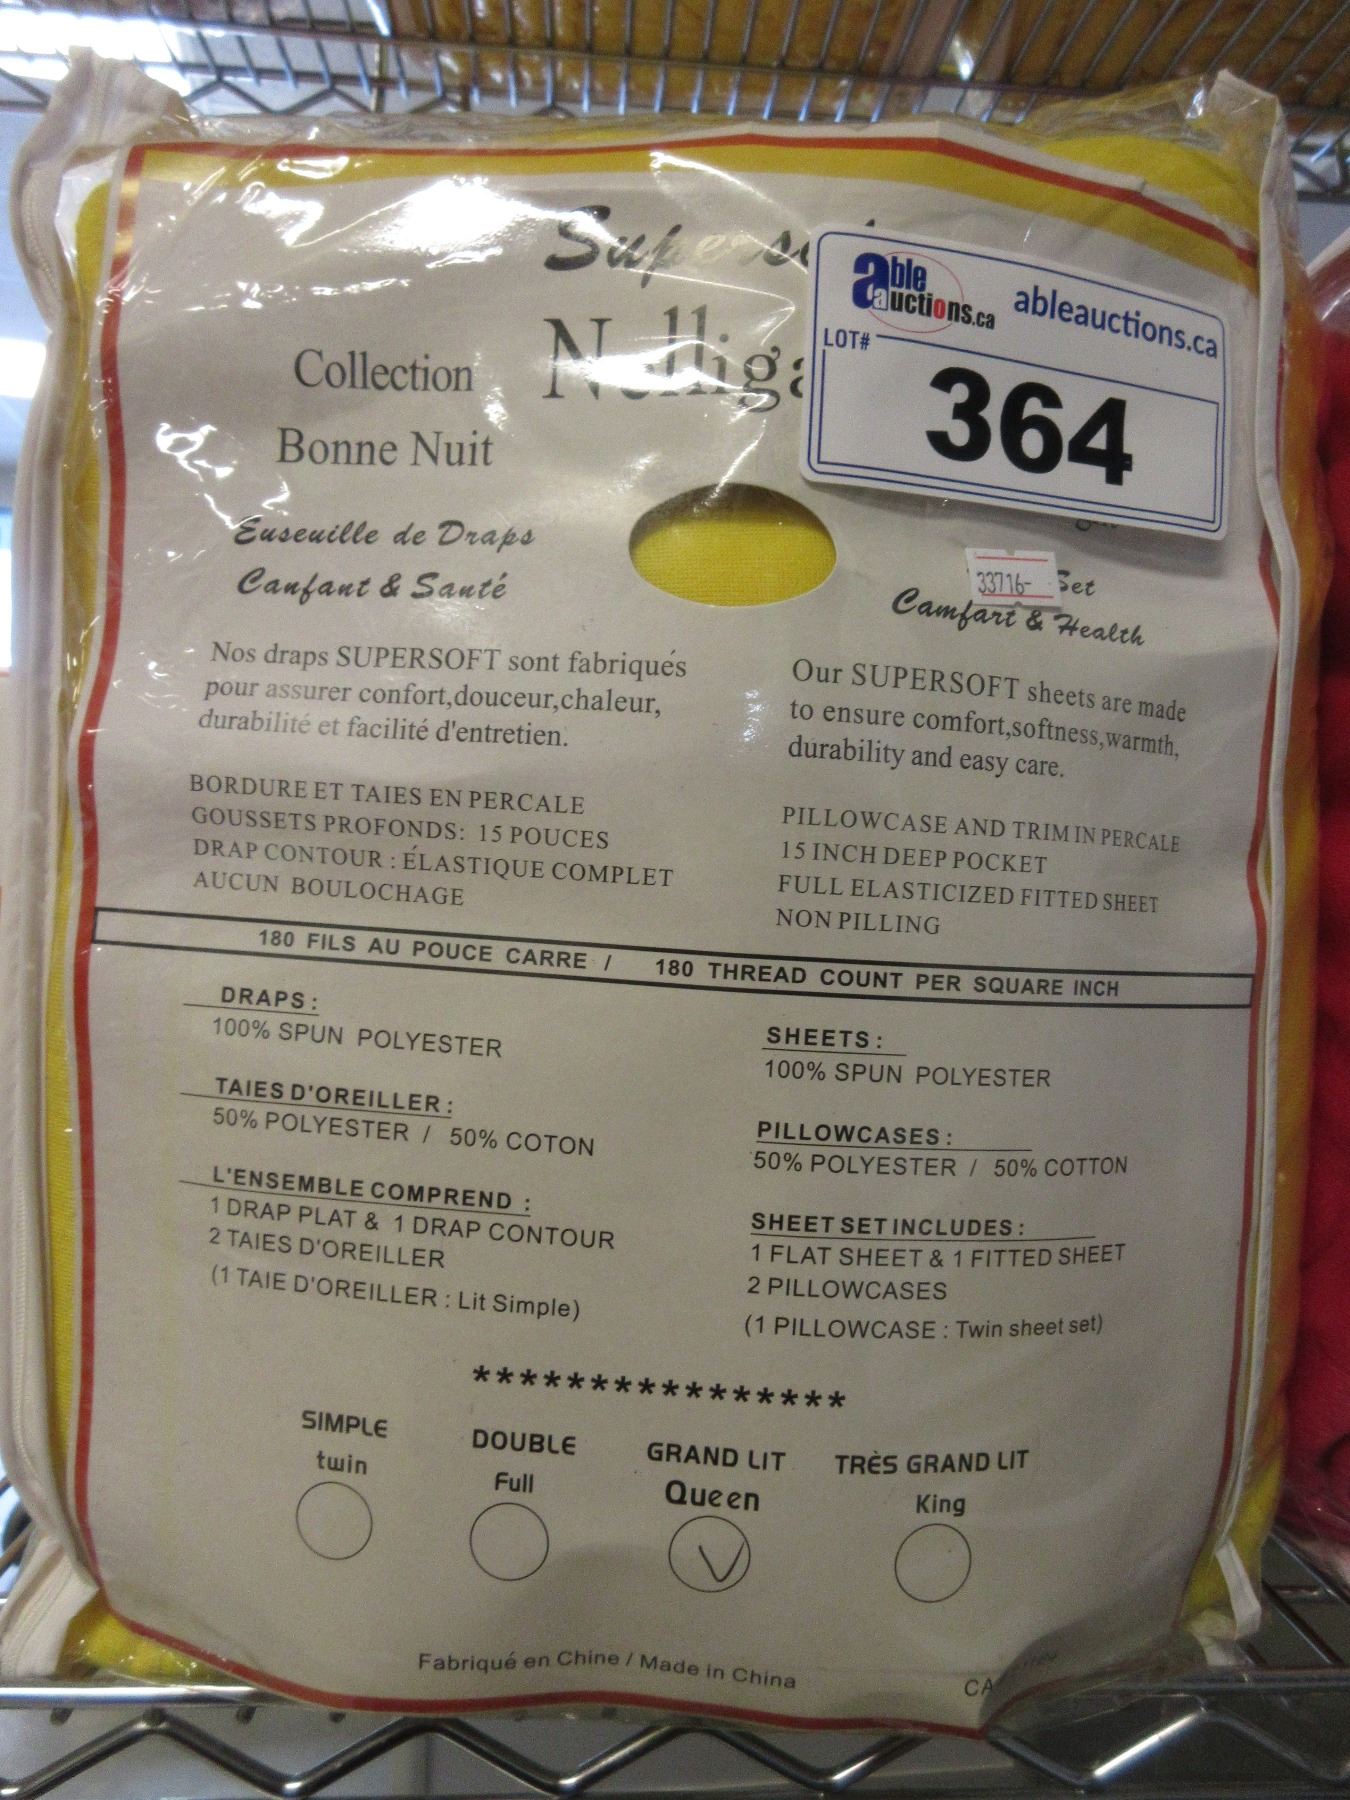 able
auctions.ca
ableauctions.ca
LOT#
364
Collection
Bonne Nuit
Euseuille de Draps
Canfant & Santé
33716-
Set
Camfart & Health
Nos draps SUPERSOFT sont fabriqués
pour assurer confort,douceur,chaleur,
durabilité et facilité d'entretien.
Our SUPERSOFT sheets are made
to ensure comfort,softness,warmth,
durability and easy care.
BORDURE ET TAIES EN PERCALE
GOUSSETS PROFONDS: 15 POUCES
DRAP CONTOUR : ÉLASTIQUE COMPLET
AUCUN BOULOCHAGE
PILLOWCASE AND TRIM IN PERCALE
15 INCH DEEP POCKET
FULL ELASTICIZED FITTED SHEET
NON PILLING
180 FILS AU POUCE CARRE / 180 THREAD COUNT PER SQUARE INCH
DRAPS :
100% SPUN POLYESTER
TAIES D'OREILLER :
50% POLYESTER / 50% COTON
L'ENSEMBLE COMPREND :
1 DRAP PLAT & 1 DRAP CONTOUR
2 TAIES D'OREILLER
(1 TAIE D'OREILLER : Lit Simple)
SHEETS :
100% SPUN POLYESTER
PILLOWCASES :
50% POLYESTER / 50% COTTON
SHEET SET INCLUDES :
1 FLAT SHEET & 1 FITTED SHEET
2 PILLOWCASES
(1 PILLOWCASE : Twin sheet set)
****************
SIMPLE
twin
DOUBLE
Full
GRAND LIT
Queen
TRÈS GRAND LIT
King
Fabriqué en Chine / Made in China